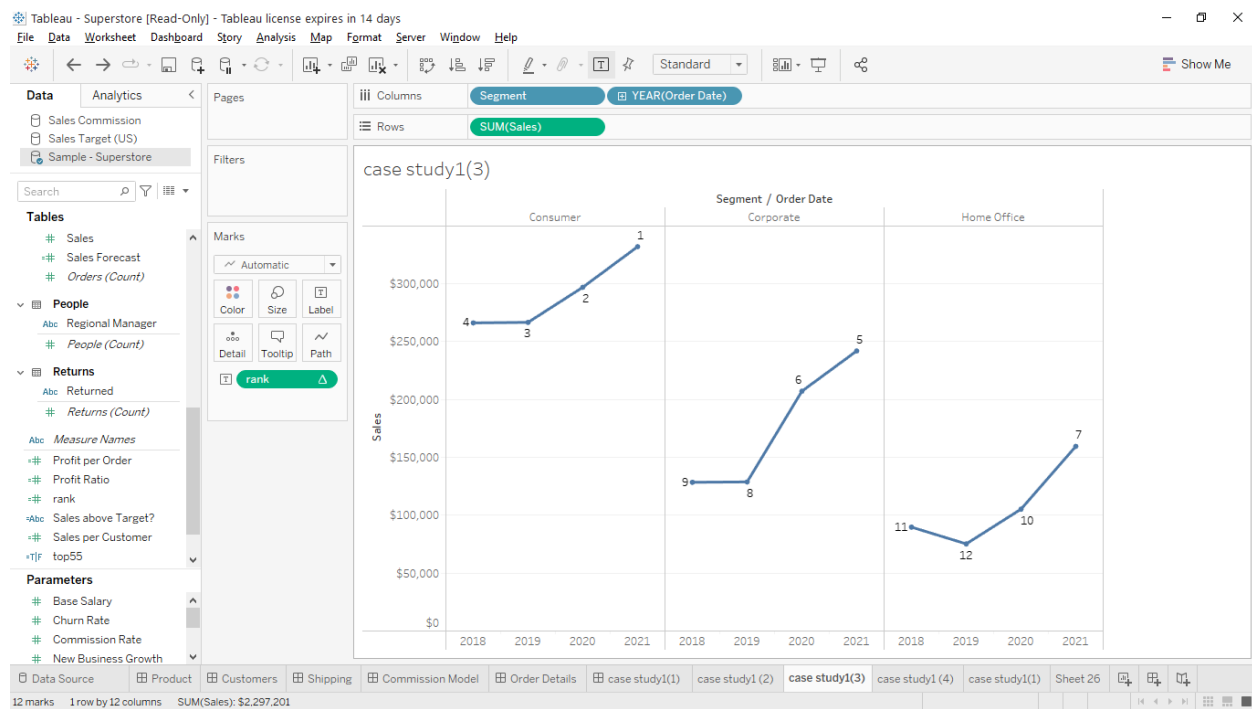 Tableau - Superstore [Read-Only] - Tableau license expires in 14 days
File Data Worksheet Dashboard Story Analysis Map Format Server Window Help
Standard
Show Me
Data Analytics
Sales Commission
Sales Target (US)
Sample - Superstore
Search
Tables
# Sales
=# Sales Forecast
# Orders (Count)
People
Abc Regional Manager
# People (Count)
Returns
Abc Returned
# Returns (Count)
Abc Measure Names
=# Profit per Order
=# Profit Ratio
=# rank
=Abc Sales above Target?
=# Sales per Customer
=T|F top55
Parameters
# Base Salary
# Churn Rate
# Commission Rate
# New Business Growth
Pages
Filters
Marks
Automatic
Color Size Label
Detail Tooltip Path
rank
Columns Segment YEAR(Order Date)
Rows SUM(Sales)
case study1(3)
Segment / Order Date
Consumer Corporate Home Office
Sales
$300,000
$250,000
$200,000
$150,000
$100,000
$50,000
$0
4 3 2 1
9 8 6 5
11 12 10 7
2018 2019 2020 2021 2018 2019 2020 2021 2018 2019 2020 2021
Data Source Product Customers Shipping Commission Model Order Details case study1(1) case study1 (2) case study1(3) case study1 (4) case study1(1) Sheet 26
12 marks 1 row by 12 columns SUM(Sales): $2,297,201